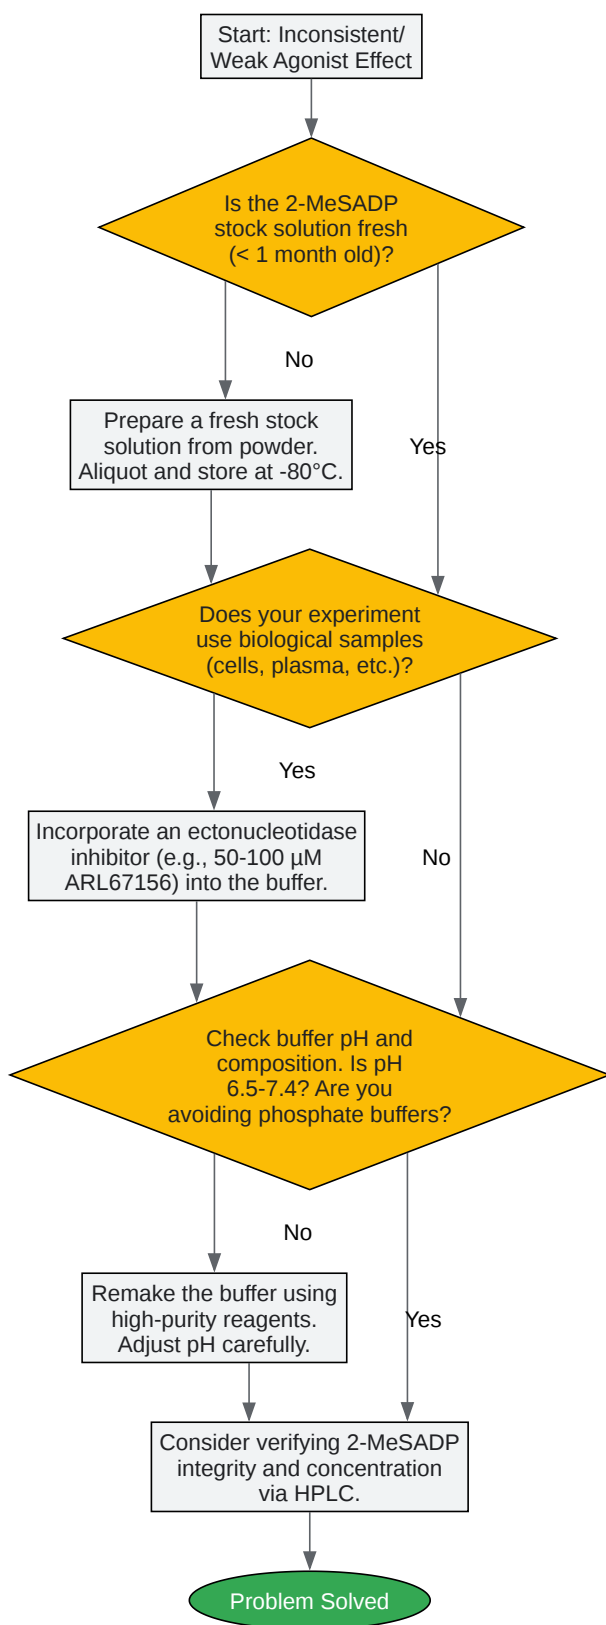 Start: Inconsistent/
Weak Agonist Effect
Is the 2-MeSADP
stock solution fresh
(< 1 month old)?
No
Prepare a fresh stock
solution from powder.
Aliquot and store at -80°C.
Yes
Does your experiment
use biological samples
(cells, plasma, etc.)?
Yes
Incorporate an ectonucleotidase
inhibitor (e.g., 50-100 µM
ARL67156) into the buffer.
No
Check buffer pH and
composition. Is pH
6.5-7.4? Are you
avoiding phosphate buffers?
No
Remake the buffer using
high-purity reagents.
Adjust pH carefully.
Yes
Consider verifying 2-MeSADP
integrity and concentration
via HPLC.
Problem Solved